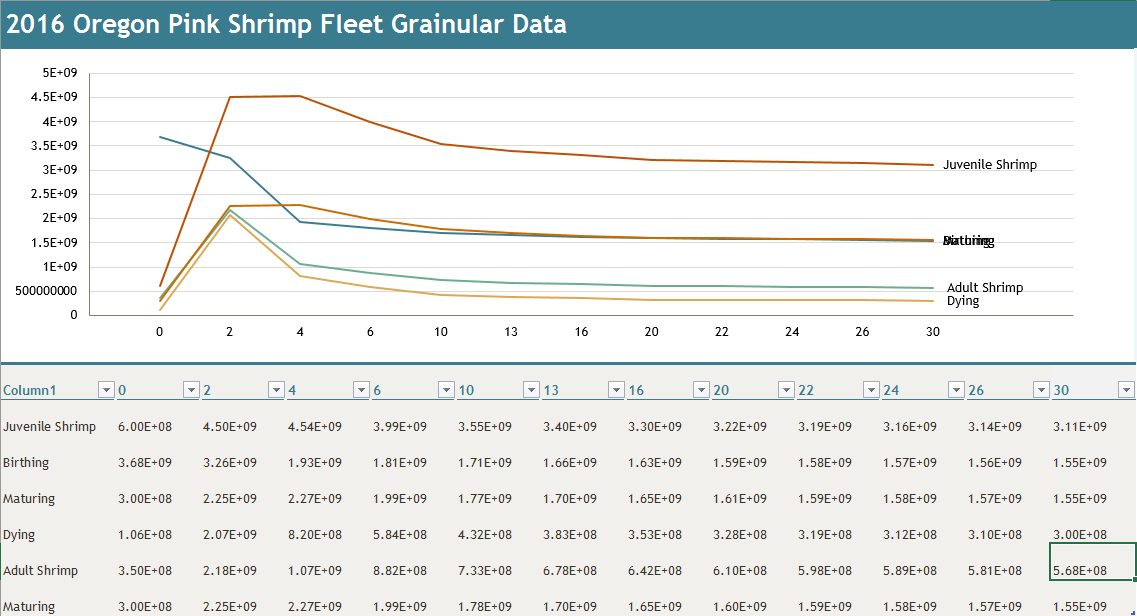 2016 Oregon Pink Shrimp Fleet Grainular Data
5E+09
4.5E+09
4E+09
3.5E+09
3E+09
2.5E+09
2E+09
1.5E+09
1E+09
500000000
0
Juvenile Shrimp
Adult Shrimp
Dying
0 2 4 6 10 13 16 20 22 24 26 30
Column1 0 2 4 6 10 13 16 20 22 24 26 30
Juvenile Shrimp 6.00E+08 4.50E+09 4.54E+09 3.99E+09 3.55E+09 3.40E+09 3.30E+09 3.22E+09 3.19E+09 3.16E+09 3.14E+09 3.11E+09
Birthing 3.68E+09 3.26E+09 1.93E+09 1.81E+09 1.71E+09 1.66E+09 1.63E+09 1.59E+09 1.58E+09 1.57E+09 1.56E+09 1.55E+09
Maturing 3.00E+08 2.25E+09 2.27E+09 1.99E+09 1.77E+09 1.70E+09 1.65E+09 1.61E+09 1.59E+09 1.58E+09 1.57E+09 1.55E+09
Dying 1.06E+08 2.07E+09 8.20E+08 5.84E+08 4.32E+08 3.83E+08 3.53E+08 3.28E+08 3.19E+08 3.12E+08 3.10E+08 3.00E+08
Adult Shrimp 3.50E+08 2.18E+09 1.07E+09 8.82E+08 7.33E+08 6.78E+08 6.42E+08 6.10E+08 5.98E+08 5.89E+08 5.81E+08 5.68E+08
Maturing 3.00E+08 2.25E+09 2.27E+09 1.99E+09 1.78E+09 1.70E+09 1.65E+09 1.60E+09 1.59E+09 1.58E+09 1.57E+09 1.55E+09